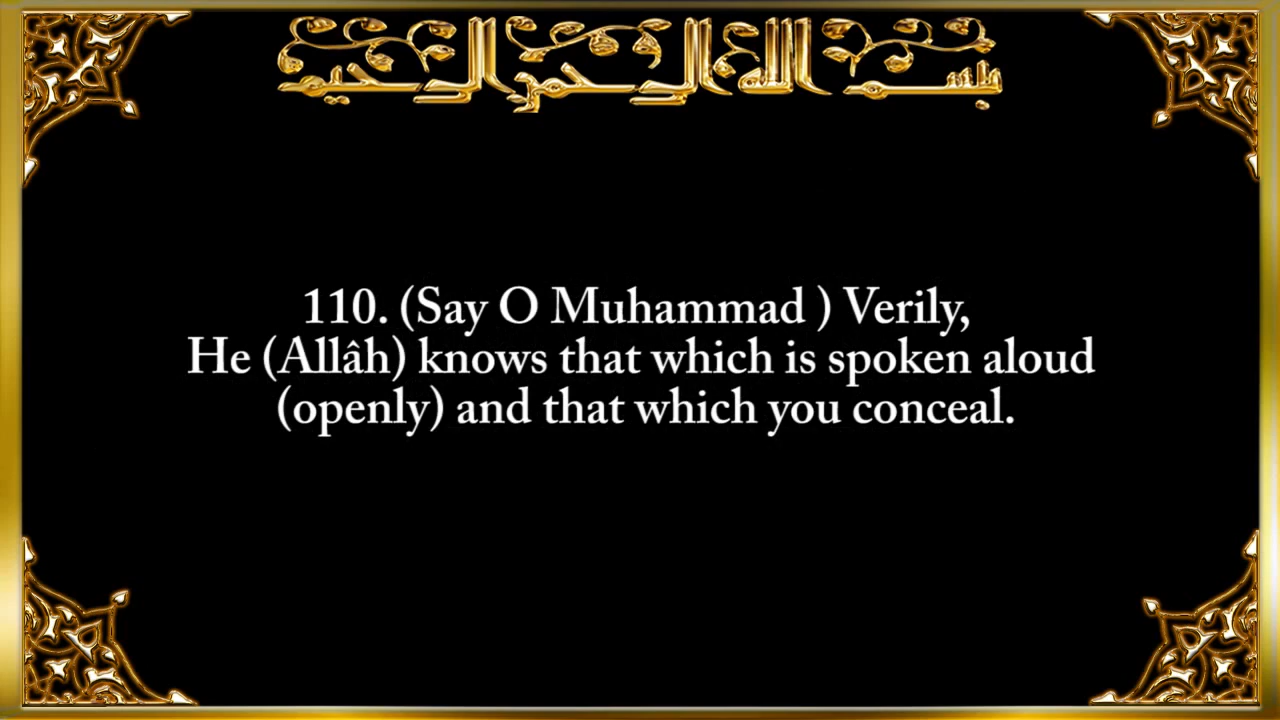 بسم الله الرحمن الرحيم
110. (Say O Muhammad ) Verily,
He (Allâh) knows that which is spoken aloud
(openly) and that which you conceal.